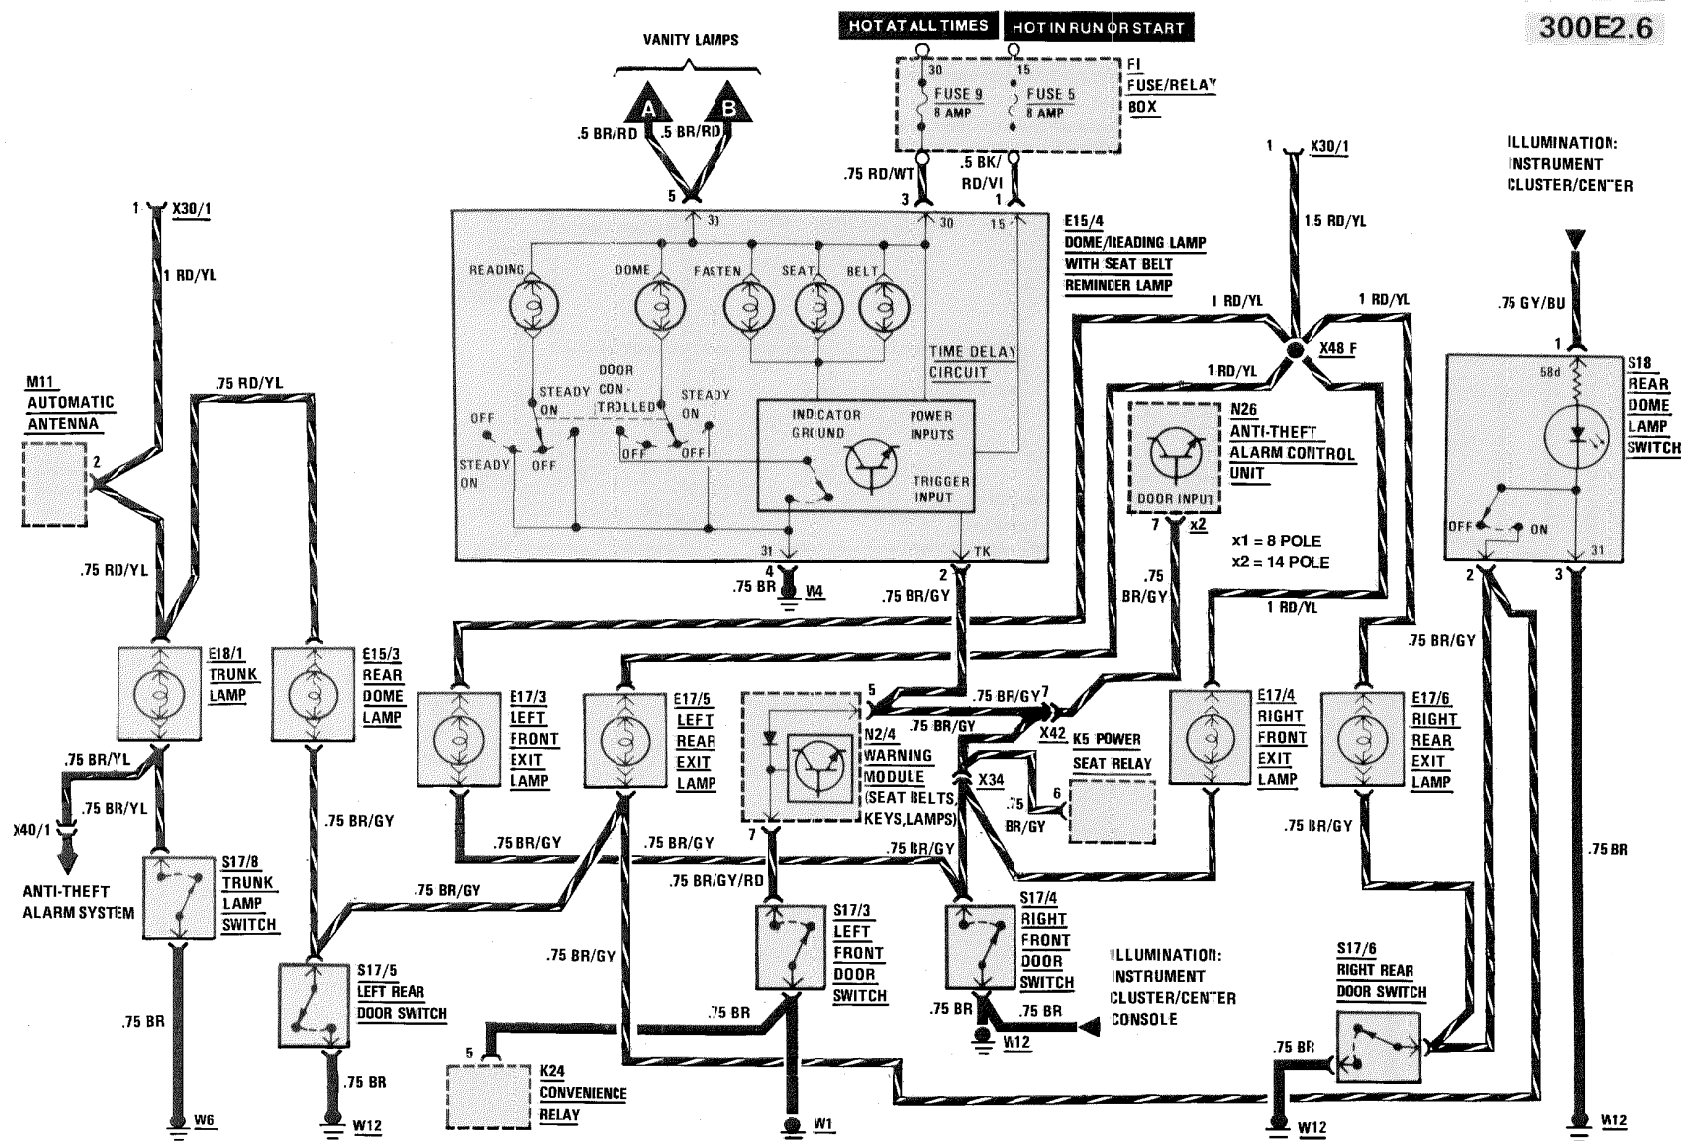 300E2.6
HOT AT ALL TIMES
HOT IN RUN OR START
VANITY LAMPS
A
B
.5 BR/RD
.5 BR/RD
5
30
FUSE 9
8 AMP
15
FUSE 5
8 AMP
F1
FUSE/RELAY
BOX
.75 RD/WT
.5 BK/
RD/VI
3
1
1
X30/1
1 RD/YL
1
X30/1
1.5 RD/YL
ILLUMINATION:
INSTRUMENT
CLUSTER/CENTER
.75 GY/BU
1
30
15
E15/4
DOME/READING LAMP
WITH SEAT BELT
REMINDER LAMP
READING
DOME
FASTEN
SEAT
BELT
TIME DELAY
CIRCUIT
DOOR
CON-
TROLLED
STEADY
ON
STEADY
ON
OFF
OFF
OFF
OFF
STEADY
ON
INDICATOR
GROUND
POWER
INPUTS
TRIGGER
INPUT
31
TK
4
.75 BR
W4
2
.75 BR/GY
1 RD/YL
1 RD/YL
X48 F
1 RD/YL
1 RD/YL
N26
ANTI-THEFT
ALARM CONTROL
UNIT
DOOR INPUT
7
x2
x1 = 8 POLE
x2 = 14 POLE
.75
BR/GY
58d
S18
REAR
DOME
LAMP
SWITCH
OFF
ON
31
2
3
M11
AUTOMATIC
ANTENNA
2
.75 RD/YL
.75 RD/YL
E18/1
TRUNK
LAMP
E15/3
REAR
DOME
LAMP
.75 BR/YL
.75 BR/YL
X40/1
ANTI-THEFT
ALARM SYSTEM
S17/8
TRUNK
LAMP
SWITCH
.75 BR
W6
.75 BR/GY
S17/5
LEFT REAR
DOOR SWITCH
.75 BR
W12
E17/3
LEFT
FRONT
EXIT
LAMP
E17/5
LEFT
REAR
EXIT
LAMP
.75 BR/GY
.75 BR/GY
.75 BR/GY
.75 BR/GY
.75 BR/GY
5
.75 BR/GY
7
.75 BR/GY
X42
N2/4
WARNING
MODULE
(SEAT BELTS,
KEYS,LAMPS)
7
.75 BR/GY/RD
X34
K5 POWER
SEAT RELAY
6
.75
BR/GY
E17/4
RIGHT
FRONT
EXIT
LAMP
E17/6
RIGHT
REAR
EXIT
LAMP
.75 BR/GY
.75 BR/GY
.75 BR
S17/3
LEFT
FRONT
DOOR
SWITCH
S17/4
RIGHT
FRONT
DOOR
SWITCH
.75 BR
.75 BR
.75 BR
W12
ILLUMINATION:
INSTRUMENT
CLUSTER/CENTER
CONSOLE
5
K24
CONVENIENCE
RELAY
W1
S17/6
RIGHT REAR
DOOR SWITCH
.75 BR
W12
W12